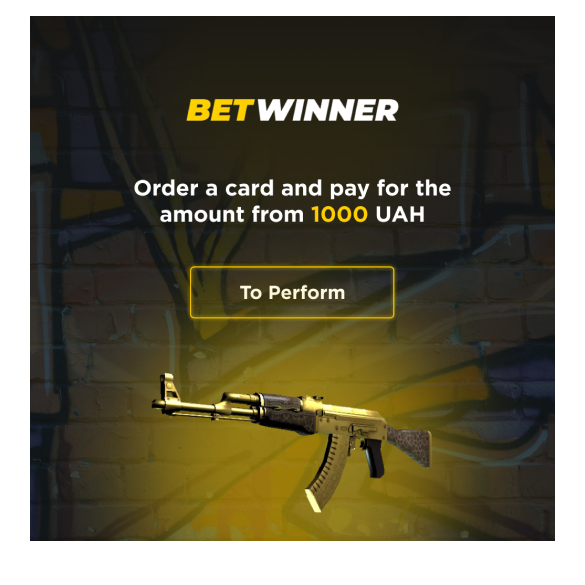 BETWINNER
Order a card and pay for the
amount from 1000 UAH
To Perform